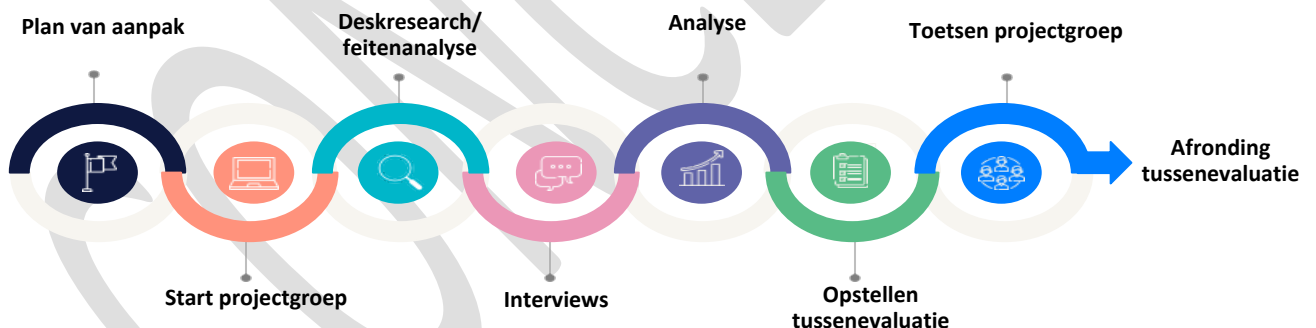 Plan van aanpak
Start projectgroep
Deskresearch/
feitenanalyse
Interviews
Analyse
Opstellen
tussenevaluatie
Toetsen projectgroep
Afronding
tussenevaluatie